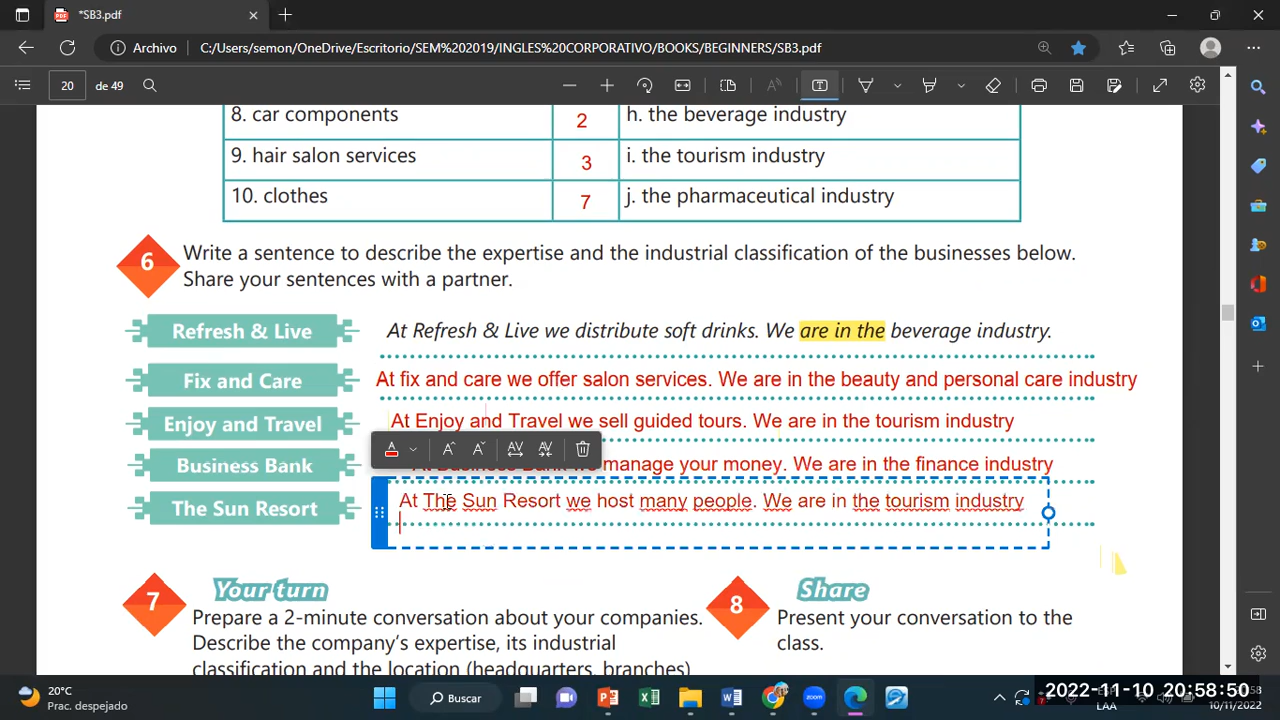 *SB3.pdf
Archivo
C:/Users/semon/OneDrive/Escritorio/SEM%202019/INGLES%20CORPORATIVO/BOOKS/BEGINNERS/SB3.pdf
20 de 49
8. car components 2 h. the beverage industry
9. hair salon services 3 i. the tourism industry
10. clothes 7 j. the pharmaceutical industry
6 Write a sentence to describe the expertise and the industrial classification of the businesses below.
Share your sentences with a partner.
Refresh & Live At Refresh & Live we distribute soft drinks. We are in the beverage industry.
Fix and Care At fix and care we offer salon services. We are in the beauty and personal care industry
Enjoy and Travel At Enjoy and Travel we sell guided tours. We are in the tourism industry
Business Bank At Business Bank we manage your money. We are in the finance industry
The Sun Resort At The Sun Resort we host many people. We are in the tourism industry
7 Your turn
Prepare a 2-minute conversation about your companies.
Describe the company's expertise, its industrial
classification and the location (headquarters, branches)
8 Share
Present your conversation to the
class.
20°C
Prac. despejado
Buscar
2022-11-10 20:58:50
LAA
10/11/2022